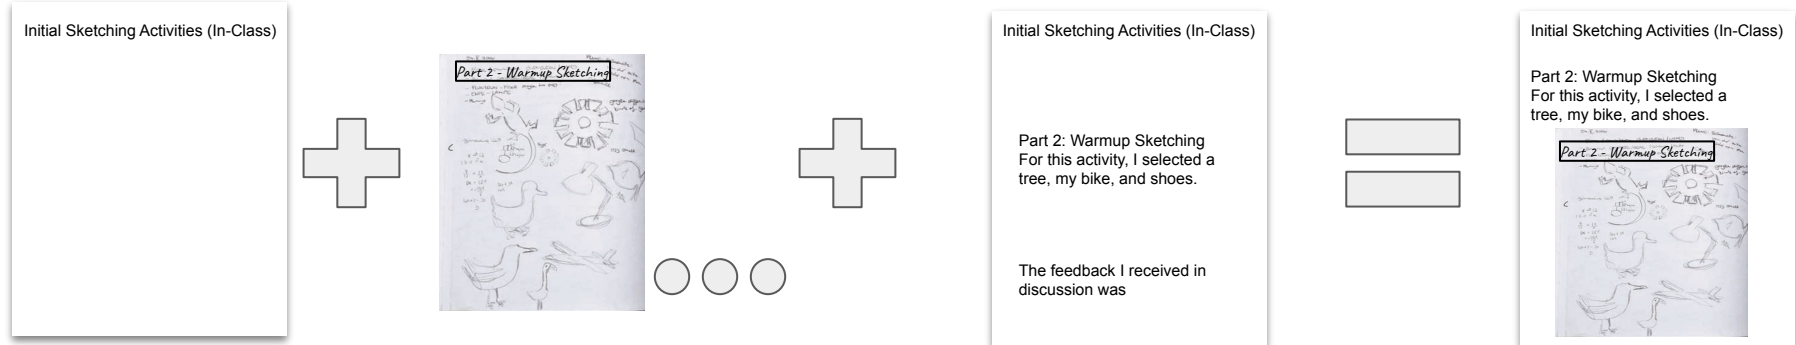 Initial Sketching Activities (In-Class)
Part 2 - Warmup Sketching
Initial Sketching Activities (In-Class)
Part 2: Warmup Sketching
For this activity, I selected a
tree, my bike, and shoes.
The feedback I received in
discussion was
Initial Sketching Activities (In-Class)
Part 2: Warmup Sketching
For this activity, I selected a
tree, my bike, and shoes.
Part 2 - Warmup Sketching